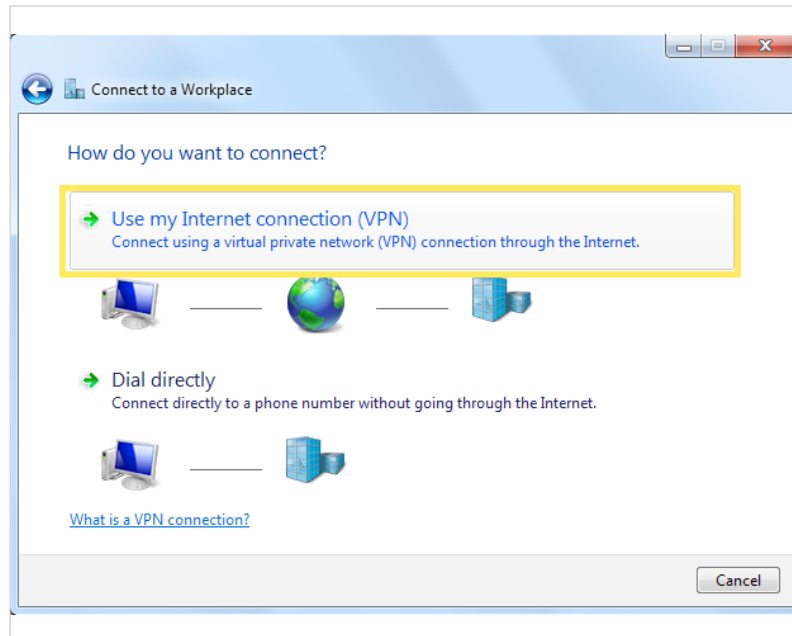 Connect to a Workplace
How do you want to connect?
Use my Internet connection (VPN)
Connect using a virtual private network (VPN) connection through the Internet.
Dial directly
Connect directly to a phone number without going through the Internet.
What is a VPN connection?
Cancel